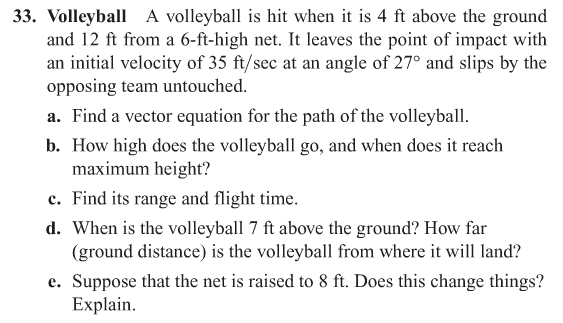 33. Volleyball A volleyball is hit when it is 4 ft above the ground
and 12 ft from a 6-ft-high net. It leaves the point of impact with
an initial velocity of 35 ft/sec at an angle of 27° and slips by the
opposing team untouched.
a. Find a vector equation for the path of the volleyball.
b. How high does the volleyball go, and when does it reach
maximum height?
c. Find its range and flight time.
d. When is the volleyball 7 ft above the ground? How far
(ground distance) is the volleyball from where it will land?
e. Suppose that the net is raised to 8 ft. Does this change things?
Explain.